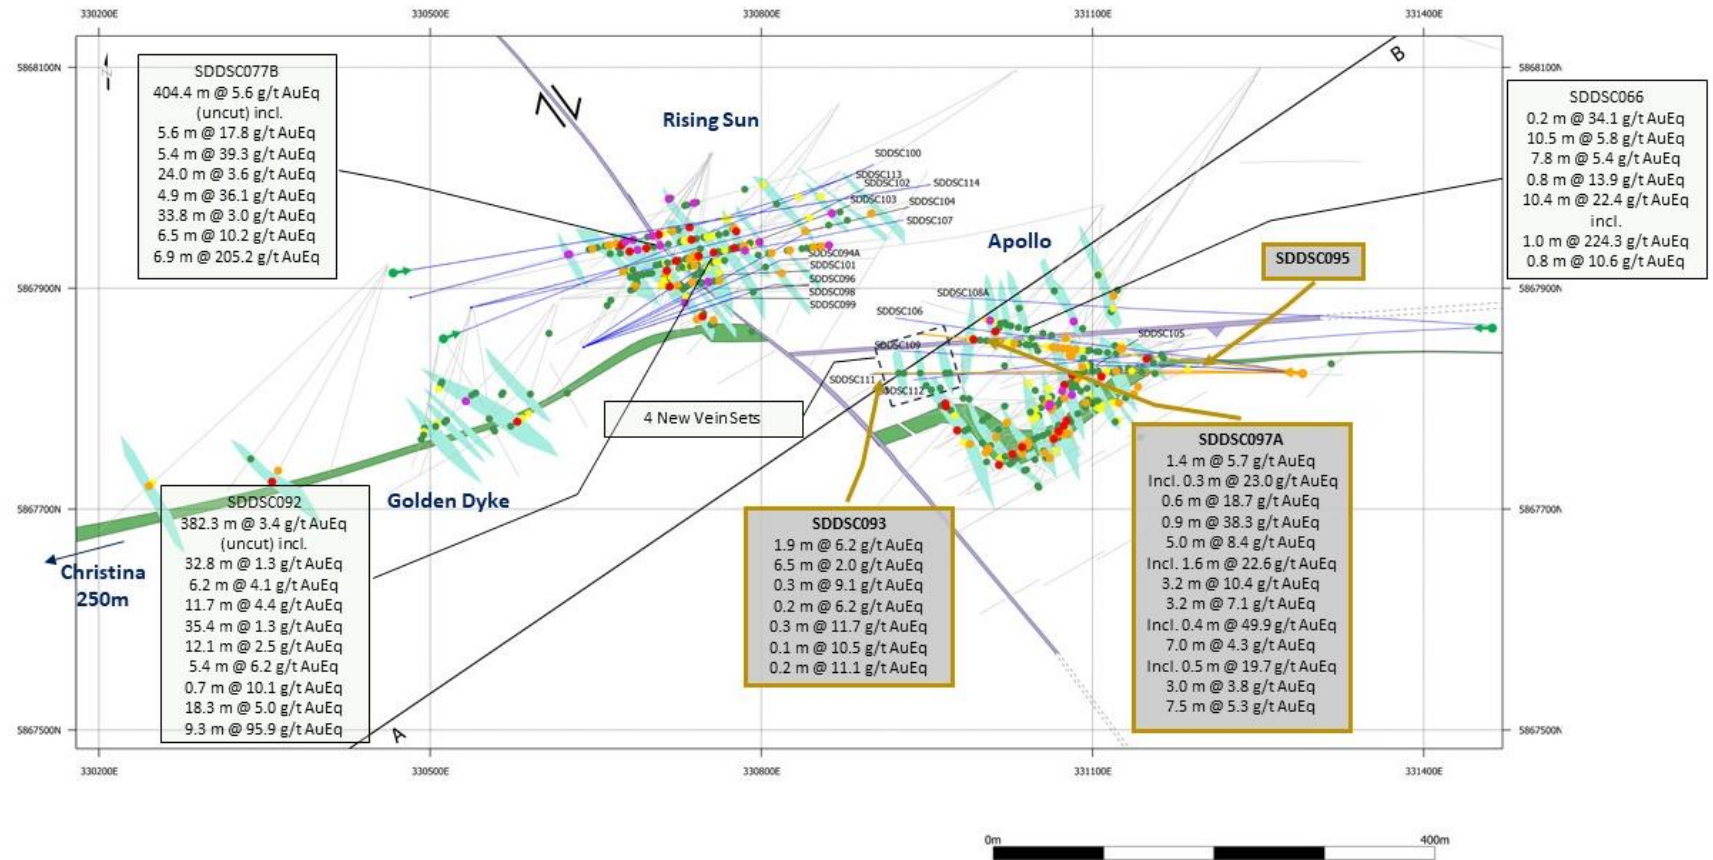 330200E
330500E
330800E
331100E
331400E
5868100N
5868100N
B
SDDSC077B
404.4 m @ 5.6 g/t AuEq
(uncut) incl.
5.6 m @ 17.8 g/t AuEq
5.4 m @ 39.3 g/t AuEq
24.0 m @ 3.6 g/t AuEq
4.9 m @ 36.1 g/t AuEq
33.8 m @ 3.0 g/t AuEq
6.5 m @ 10.2 g/t AuEq
6.9 m @ 205.2 g/t AuEq
SDDSC066
0.2 m @ 34.1 g/t AuEq
10.5 m @ 5.8 g/t AuEq
7.8 m @ 5.4 g/t AuEq
0.8 m @ 13.9 g/t AuEq
10.4 m @ 22.4 g/t AuEq
incl.
1.0 m @ 224.3 g/t AuEq
0.8 m @ 10.6 g/t AuEq
Rising Sun
SDDSC100
SDDSC113
SDDSC102
SDDSC114
SDDSC103
SDDSC104
SDDSC107
Apollo
SDDSC094A
SDDSC101
SDDSC096
SDDSC098
SDDSC099
SDDSC095
5867900N
5867900N
SDDSC108A
SDDSC106
SDDSC105
SDDSC109
SDDSC111
SDDSC112
4 New Vein Sets
Golden Dyke
5867700N
5867700N
SDDSC092
382.3 m @ 3.4 g/t AuEq
(uncut) incl.
32.8 m @ 1.3 g/t AuEq
6.2 m @ 4.1 g/t AuEq
11.7 m @ 4.4 g/t AuEq
35.4 m @ 1.3 g/t AuEq
12.1 m @ 2.5 g/t AuEq
5.4 m @ 6.2 g/t AuEq
0.7 m @ 10.1 g/t AuEq
18.3 m @ 5.0 g/t AuEq
9.3 m @ 95.9 g/t AuEq
Christina
250m
SDDSC093
1.9 m @ 6.2 g/t AuEq
6.5 m @ 2.0 g/t AuEq
0.3 m @ 9.1 g/t AuEq
0.2 m @ 6.2 g/t AuEq
0.3 m @ 11.7 g/t AuEq
0.1 m @ 10.5 g/t AuEq
0.2 m @ 11.1 g/t AuEq
SDDSC097A
1.4 m @ 5.7 g/t AuEq
Incl. 0.3 m @ 23.0 g/t AuEq
0.6 m @ 18.7 g/t AuEq
0.9 m @ 38.3 g/t AuEq
5.0 m @ 8.4 g/t AuEq
Incl. 1.6 m @ 22.6 g/t AuEq
3.2 m @ 10.4 g/t AuEq
3.2 m @ 7.1 g/t AuEq
Incl. 0.4 m @ 49.9 g/t AuEq
7.0 m @ 4.3 g/t AuEq
Incl. 0.5 m @ 19.7 g/t AuEq
3.0 m @ 3.8 g/t AuEq
7.5 m @ 5.3 g/t AuEq
A
5867500N
5867500N
330200E
330500E
330800E
331100E
331400E
0m
400m